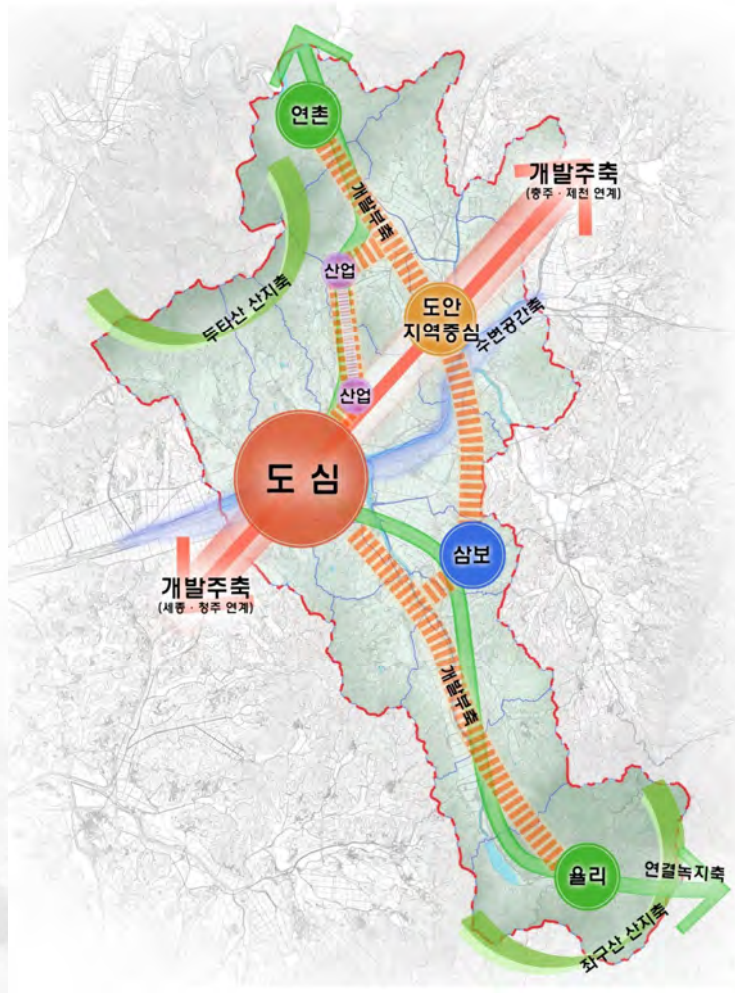 연촌
개발주축
(충주 · 제천 연계)
개발부축
산업
두타산 산지축
도안
지역중심
수변공간축
산업
도심
삼보
개발주축
(세종 · 청주 연계)
개발부축
율리
연결녹지축
좌구산 산지축